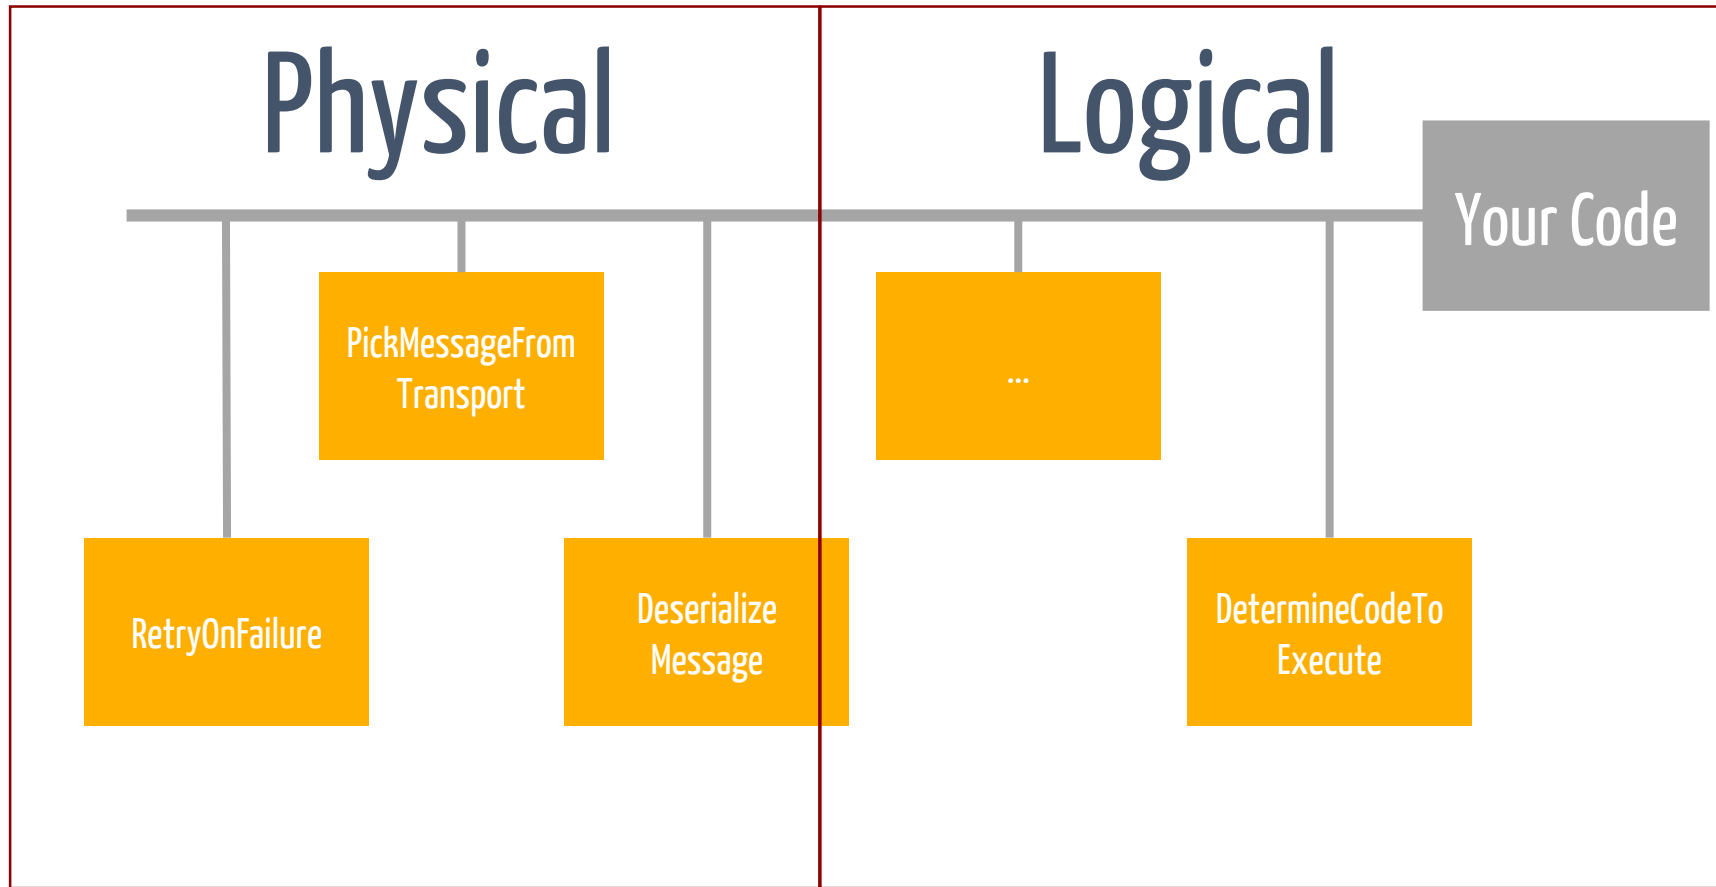 Physical
Logical
Your Code
PickMessageFrom
Transport
...
RetryOnFailure
Deserialize
Message
DetermineCodeTo
Execute